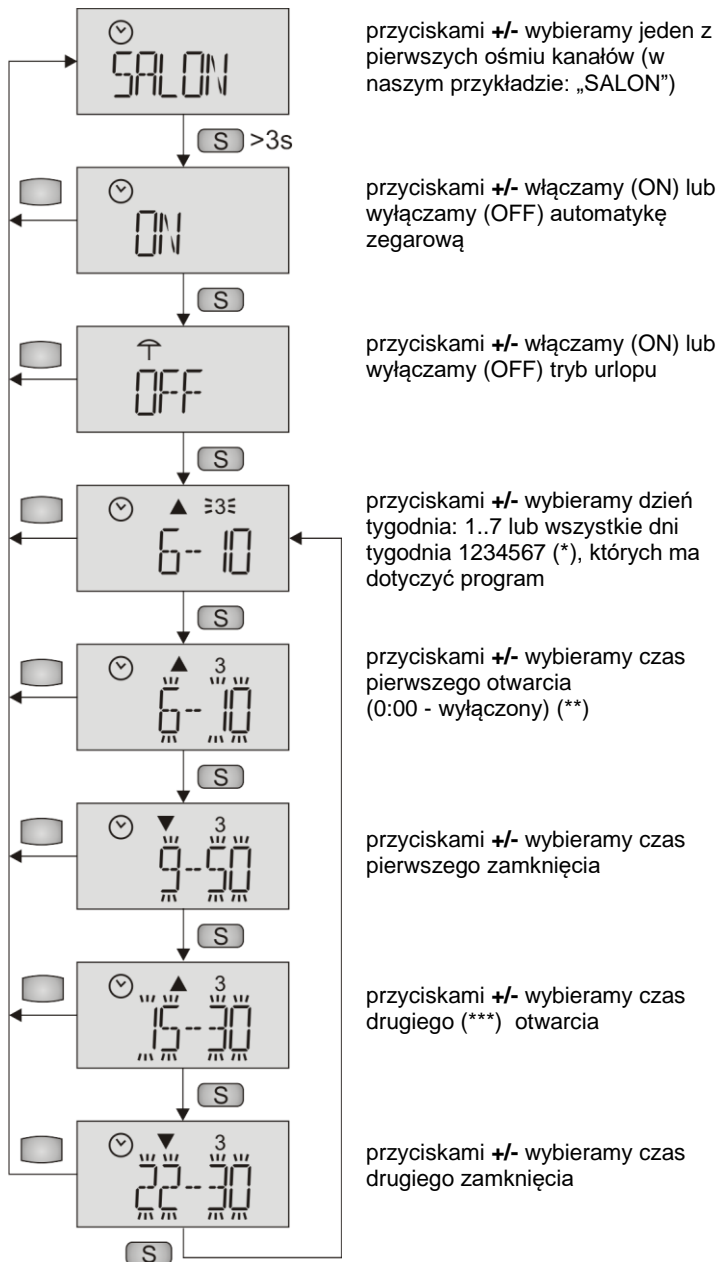 SALON
przyciskami +/- wybieramy jeden z
pierwszych ośmiu kanałów (w
naszym przykładzie: „SALON”)
S >3s
ON
przyciskami +/- włączamy (ON) lub
wyłączamy (OFF) automatykę
zegarową
S
OFF
przyciskami +/- włączamy (ON) lub
wyłączamy (OFF) tryb urlopu
S
3
6-10
przyciskami +/- wybieramy dzień
tygodnia: 1..7 lub wszystkie dni
tygodnia 1234567 (*), których ma
dotyczyć program
S
3
6-10
przyciskami +/- wybieramy czas
pierwszego otwarcia
(0:00 - wyłączony) (**)
S
3
9-50
przyciskami +/- wybieramy czas
pierwszego zamknięcia
S
3
15-30
przyciskami +/- wybieramy czas
drugiego (***) otwarcia
S
3
22-30
przyciskami +/- wybieramy czas
drugiego zamknięcia
S